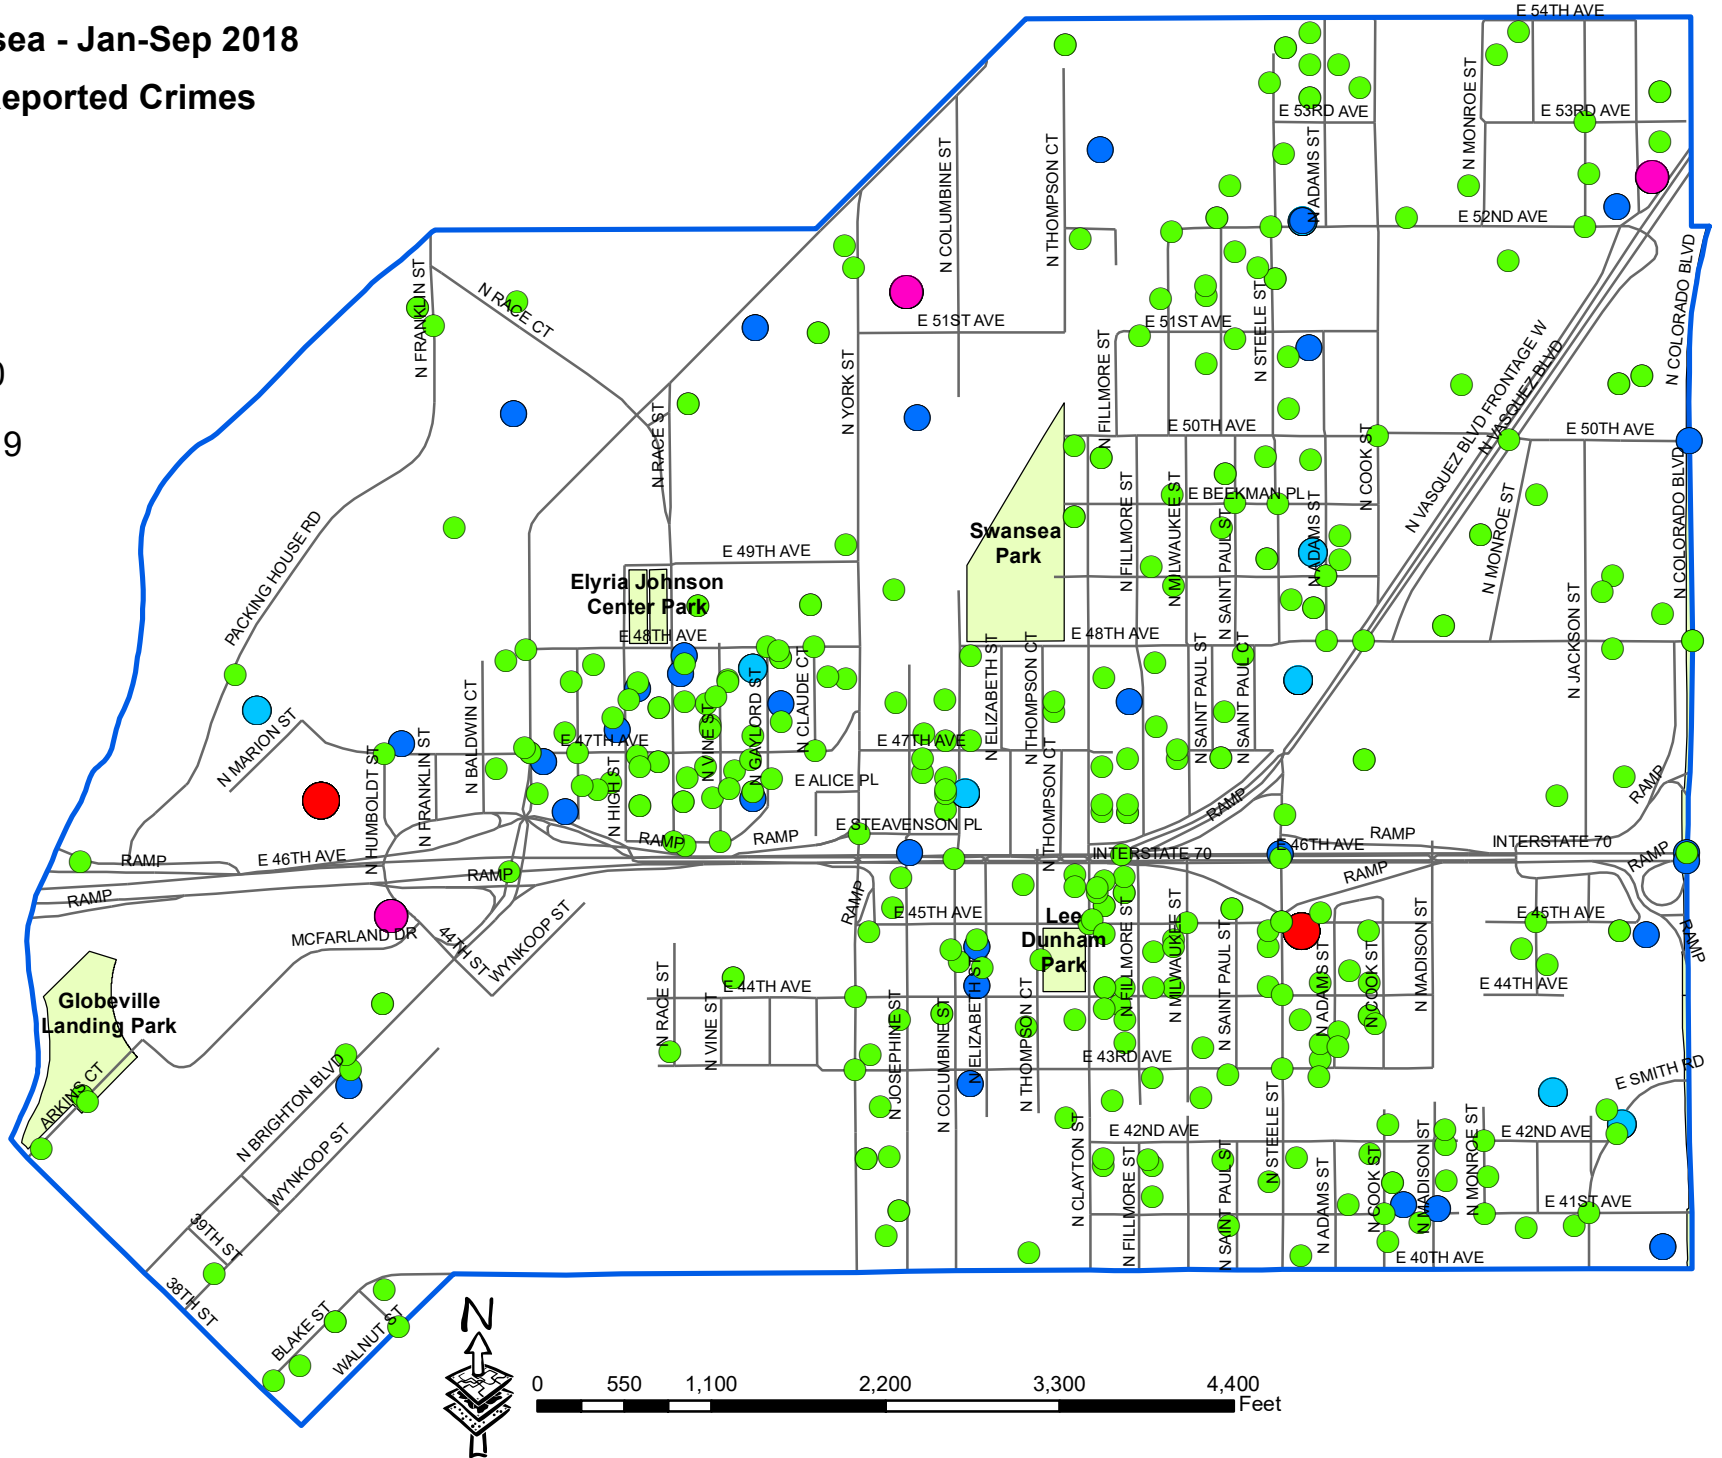 sea - Jan-Sep 2018
eported Crimes
0
9
E 54TH AVE
E 53RD AVE
E 53RD AVE
N MONROE ST
N ADAMS ST
N COLUMBINE ST
N THOMPSON CT
E 52ND AVE
N COLORADO BLVD
N FRANKLIN ST
N RACE CT
E 51ST AVE
E 51ST AVE
N STEELE ST
N YORK ST
N FILLMORE ST
N VASQUEZ BLVD FRONTAGE W
N VASQUEZ BLVD
N RACE ST
E 50TH AVE
E 50TH AVE
N COOK ST
N COLORADO BLVD
E BEEKMAN PL
N FILLMORE ST
N MILWAUKEE ST
N SAINT PAUL ST
N ADAMS ST
N MONROE ST
Swansea
Park
PACKING HOUSE RD
E 49TH AVE
Elyria Johnson
Center Park
N JACKSON ST
E 48TH AVE
E 48TH AVE
N ELIZABETH ST
N THOMPSON CT
N SAINT PAUL ST
N SAINT PAUL CT
N CLAUDE CT
N GAYLORD ST
N VINE ST
N BALDWIN CT
N MARION ST
N HUMBOLDT ST
N FRANKLIN ST
E 47TH AVE
E 47TH AVE
N HIGH ST
E ALICE PL
N THOMPSON CT
E STEAVENSON PL
RAMP
RAMP
RAMP
RAMP
RAMP
RAMP
E 46TH AVE
INTERSTATE 70
E 46TH AVE
INTERSTATE 70
RAMP
RAMP
RAMP
RAMP
RAMP
RAMP
E 45TH AVE
E 45TH AVE
Lee
Dunham
Park
MCFARLAND DR
44TH ST
WYNKOOP ST
N FILLMORE ST
N MILWAUKEE ST
N SAINT PAUL ST
N ADAMS ST
N COOK ST
N MADISON ST
E 44TH AVE
E 44TH AVE
Globeville
Landing Park
N RACE ST
N VINE ST
N JOSEPHINE ST
N COLUMBINE ST
N ELIZABETH ST
N THOMPSON CT
E 43RD AVE
ARKINS CT
N BRIGHTON BLVD
WYNKOOP ST
E SMITH RD
N CLAYTON ST
E 42ND AVE
E 42ND AVE
N STEELE ST
N FILLMORE ST
N SAINT PAUL ST
N ADAMS ST
N COOK ST
N MADISON ST
N MONROE ST
E 41ST AVE
E 40TH AVE
39TH ST
38TH ST
BLAKE ST
WALNUT ST
N
0 550 1,100 2,200 3,300 4,400
Feet